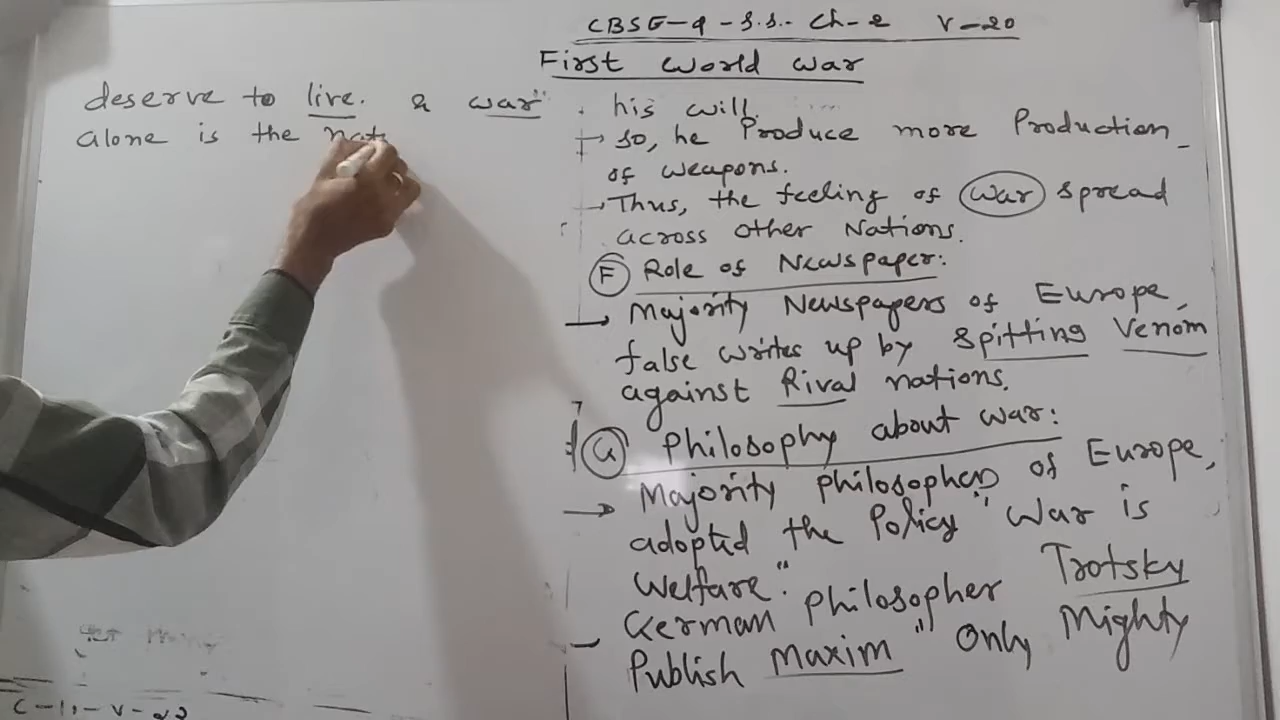 CBSE-9-S.S.- Ch-2 V-20
First World War
his will.
→ so, he Produce more Production
of weapons.
→ Thus, the feeling of War spread
across other Nations.
F Role of Newspaper:
→ Majority Newspapers of Europe,
false writes up by spitting Venom
against Rival nations.
G Philosophy about war:
→ Majority philosophers of Europe,
adopted the Policy "War is
Welfare".
– German philosopher Trotsky
Publish Maxim "Only Mighty
deserve to live. & war"
alone is the nat
C-11-V-22